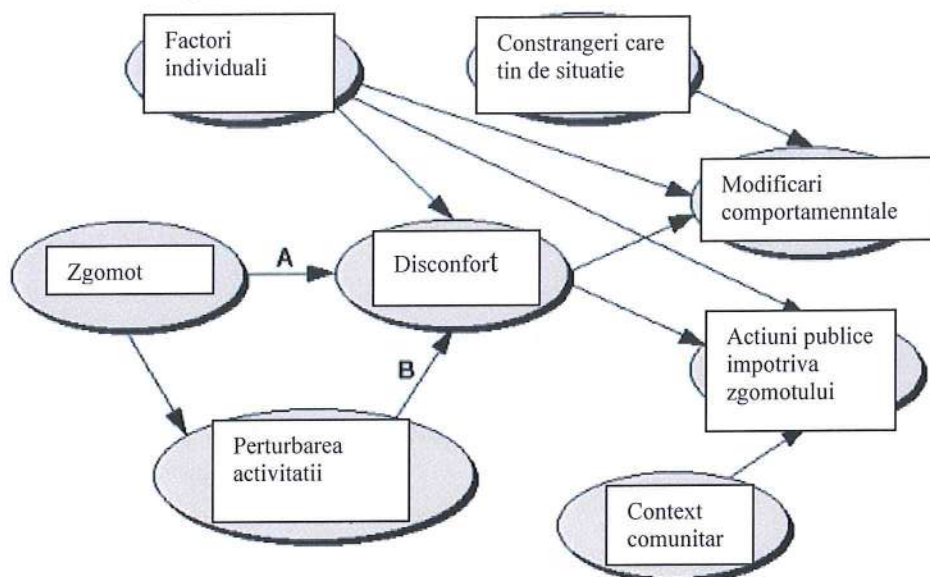 Factori
individuali
Constrangeri care
tin de situatie
Modificari
comportamenntale
Zgomot
A
Disconfort
Actiuni publice
impotriva
zgomotului
B
Perturbarea
activitatii
Context
comunitar